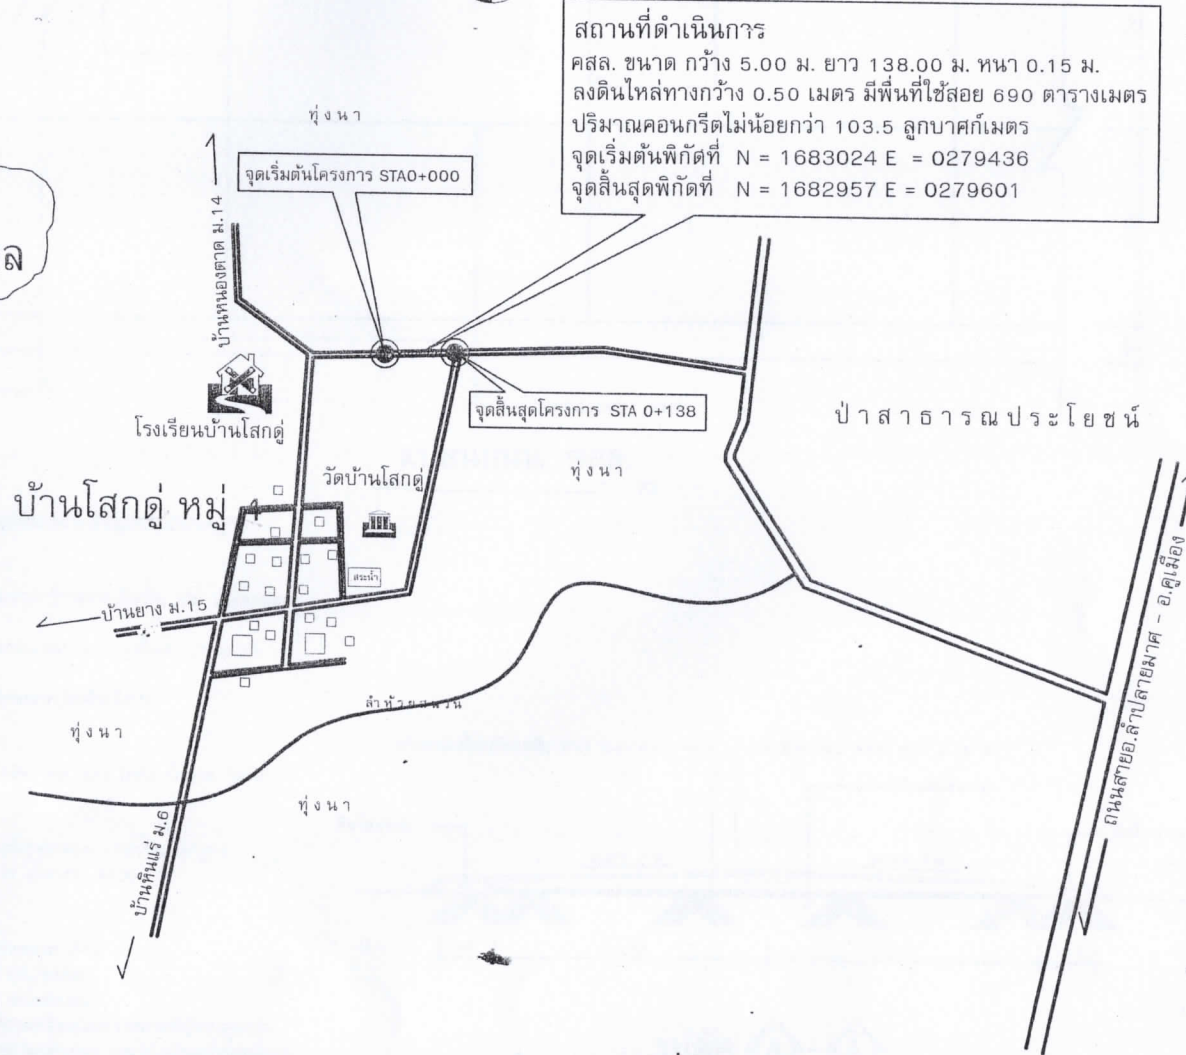 สถานที่ดำเนินการ
คสล. ขนาด กว้าง 5.00 ม. ยาว 138.00 ม. หนา 0.15 ม.
ลงดินไหล่ทางกว้าง 0.50 เมตร มีพื้นที่ใช้สอย 690 ตารางเมตร
ปริมาณคอนกรีตไม่น้อยกว่า 103.5 ลูกบาศก์เมตร
จุดเริ่มต้นพิกัดที่ N = 1683024 E = 0279436
จุดสิ้นสุดพิกัดที่ N = 1682957 E = 0279601
ทุ่งนา
จุดเริ่มต้นโครงการ STA0+000
ล
บ้านหนองตาด ม.14
จุดสิ้นสุดโครงการ STA 0+138
โรงเรียนบ้านโสกดู่
ป่าสาธารณประโยชน์
วัดบ้านโสกดู่
ทุ่งนา
บ้านโสกดู่ หมู่ 4
สระน้ำ
บ้านยาง ม.15
ถนนสายอ.ลำปลายมาศ - อ.คูเมือง
ทุ่งนา
ทุ่งนา
บ้านหินแร่ ม.6